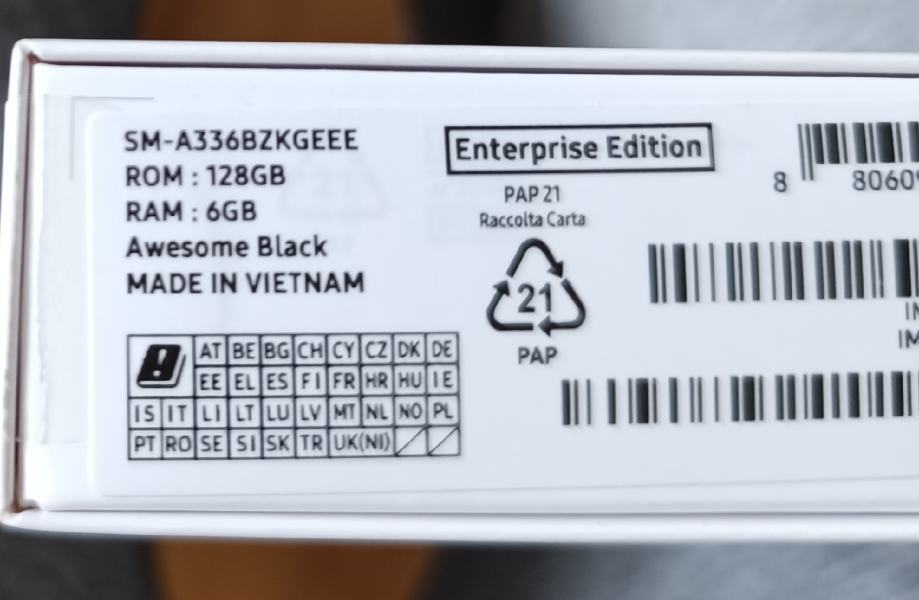 SM-A336BZKGEEE
ROM : 128GB
RAM : 6GB
Awesome Black
MADE IN VIETNAM
Enterprise Edition
PAP 21
Raccolta Carta
21
PAP
8
AT BE BG CH CY CZ DK DE
EE EL ES FI FR HR HU IE
IS IT LI LT LU LV MT NL NO PL
PT RO SE SI SK TR UK(NI)